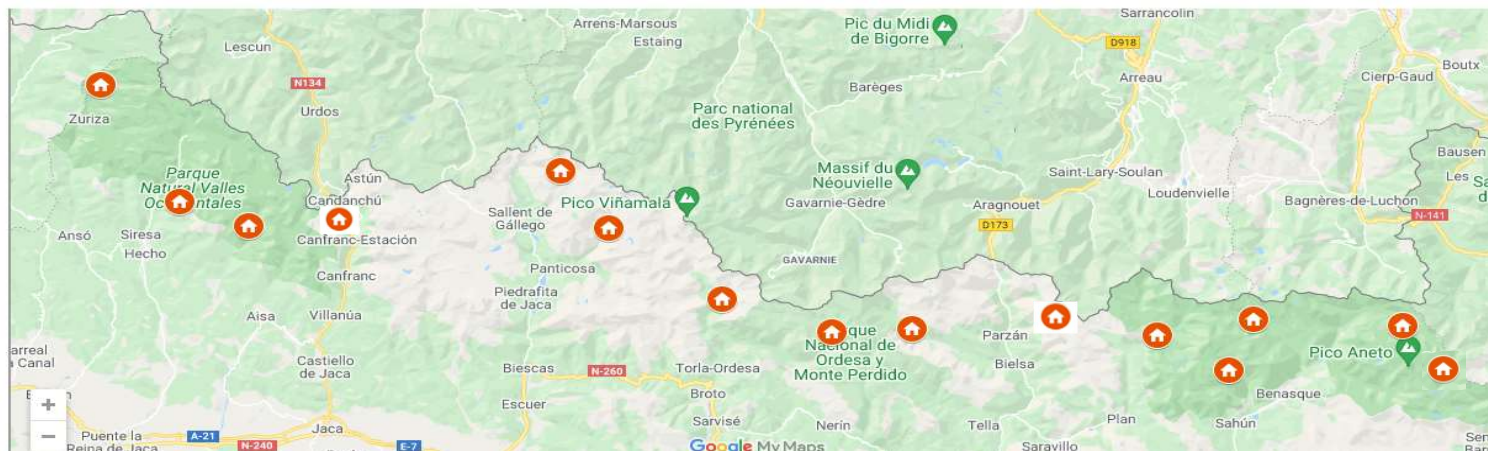 Arrens-Marsous
Estaing
Pic du Midi
de Bigorre
Sarrancolin
D918
Lescun
N134
Urdos
Arreau
Cierp-Gaud
Boutx
Barèges
Parc national
des Pyrénées
Zuriza
Parque
Natural Valles
Occidentales
Astún
Candanchú
Canfranc-Estación
Massif du
Néouvielle
Saint-Lary-Soulan
Loudenvielle
Bausen
Les
Pico Viñamala
Gavarnie-Gèdre
Aragnouet
Bagnères-de-Luchon
N-141
Sallent de
Gállego
D173
Ansó
Siresa
Hecho
GAVARNIE
Panticosa
Canfranc
Piedrafita
de Jaca
Aisa
Villanúa
Parque
Nacional de
Ordesa y
Monte Perdido
Parzán
Bielsa
Pico Aneto
Castiello
de Jaca
Biescas
N-260
Torla-Ordesa
Broto
Benasque
Escuer
Sarvisé
Nerín
Tella
Plan
Sahún
Saravillo
Puente la
Reina de Jaca
A-21
N-240
Jaca
E-7
Google My Maps
+
−